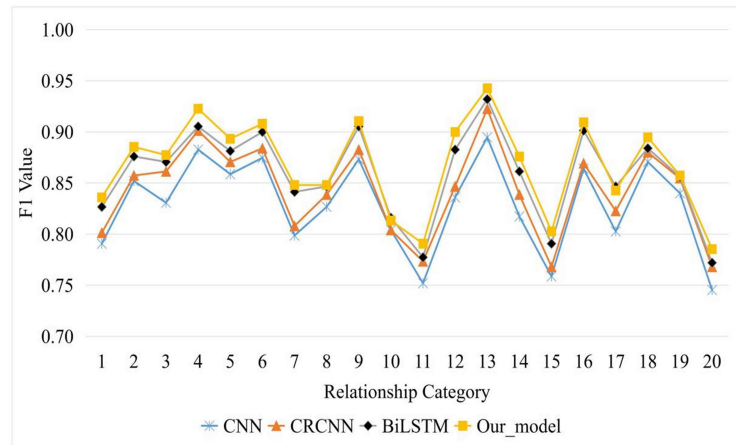 1.00
0.95
0.90
0.85
0.80
0.75
0.70
F1 Value
1 2 3 4 5 6 7 8 9 10 11 12 13 14 15 16 17 18 19 20
Relationship Category
CNN CRCNN BiLSTM Our_model